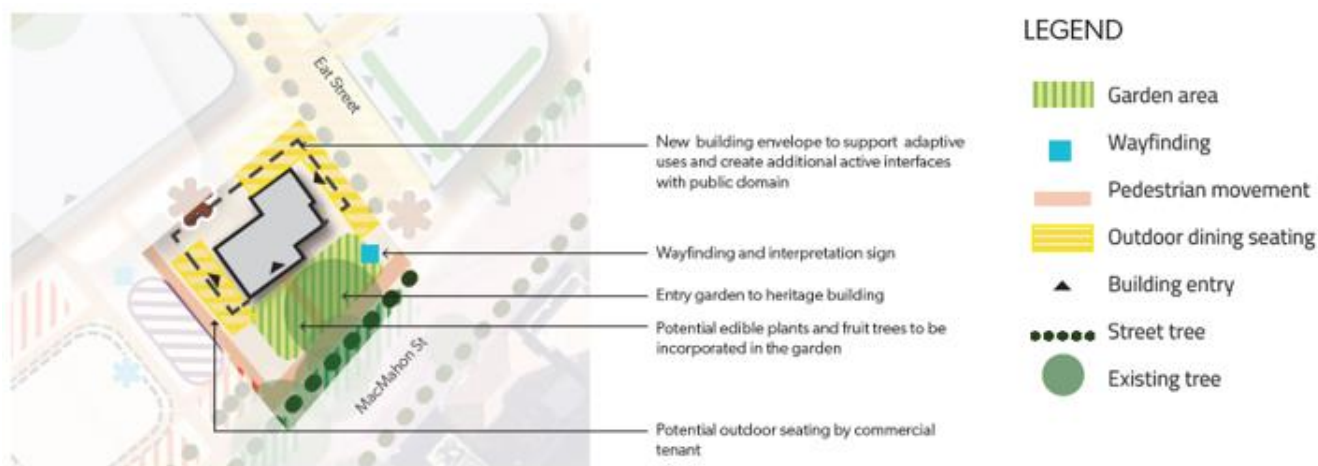 Eat Street
New building envelope to support adaptive
uses and create additional active interfaces
with public domain
Wayfinding and interpretation sign
Entry garden to heritage building
Potential edible plants and fruit trees to be
incorporated in the garden
MacMahon St
Potential outdoor seating by commercial
tenant
LEGEND
Garden area
Wayfinding
Pedestrian movement
Outdoor dining seating
Building entry
Street tree
Existing tree